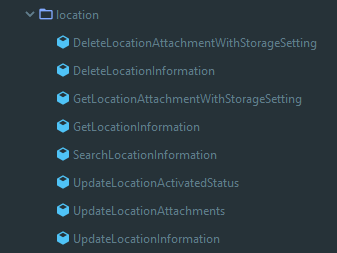 location
DeleteLocationAttachmentWithStorageSetting
DeleteLocationInformation
GetLocationAttachmentWithStorageSetting
GetLocationInformation
SearchLocationInformation
UpdateLocationActivatedStatus
UpdateLocationAttachments
UpdateLocationInformation